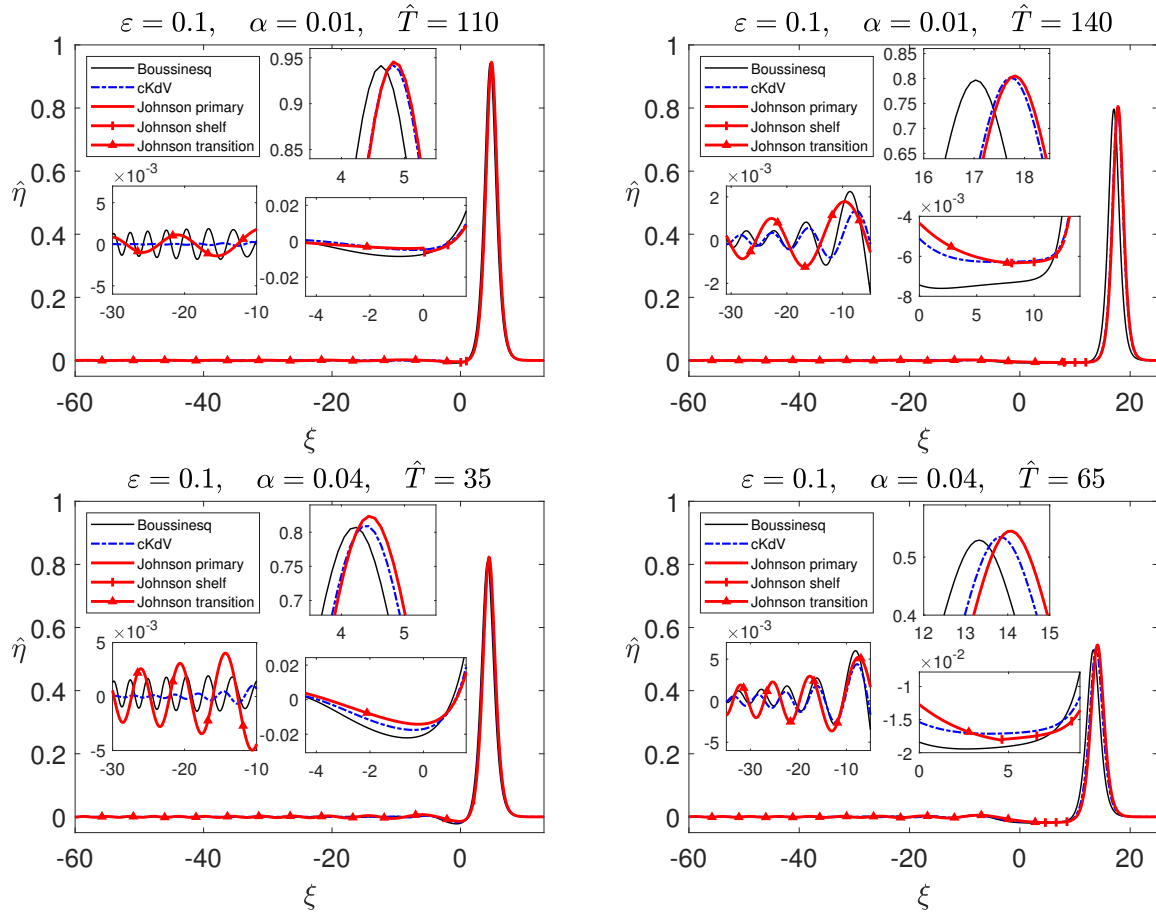 ε = 0.1, α = 0.01, T̂ = 110
1
0.8
0.6
0.4
0.2
0
η̂
-60 -40 -20 0
ξ
Boussinesq
cKdV
Johnson primary
Johnson shelf
Johnson transition
0.95
0.9
0.85
4 5
×10⁻³
5
0
-5
-30 -20 -10
0.02
0
-0.02
-4 -2 0
ε = 0.1, α = 0.01, T̂ = 140
1
0.8
0.6
0.4
0.2
0
η̂
-60 -40 -20 0 20
ξ
Boussinesq
cKdV
Johnson primary
Johnson shelf
Johnson transition
0.85
0.8
0.75
0.7
0.65
16 17 18
×10⁻³
2
0
-2
-30 -20 -10
×10⁻³
-4
-6
-8
0 5 10
ε = 0.1, α = 0.04, T̂ = 35
1
0.8
0.6
0.4
0.2
0
η̂
-60 -40 -20 0
ξ
Boussinesq
cKdV
Johnson primary
Johnson shelf
Johnson transition
0.8
0.7
4 5
×10⁻³
5
0
-5
-30 -20 -10
0.02
0
-0.02
-4 -2 0
ε = 0.1, α = 0.04, T̂ = 65
1
0.8
0.6
0.4
0.2
0
η̂
-60 -40 -20 0 20
ξ
Boussinesq
cKdV
Johnson primary
Johnson shelf
Johnson transition
0.5
0.4
12 13 14 15
×10⁻³
5
0
-5
-30 -20 -10
×10⁻²
-1
-1.5
-2
0 5